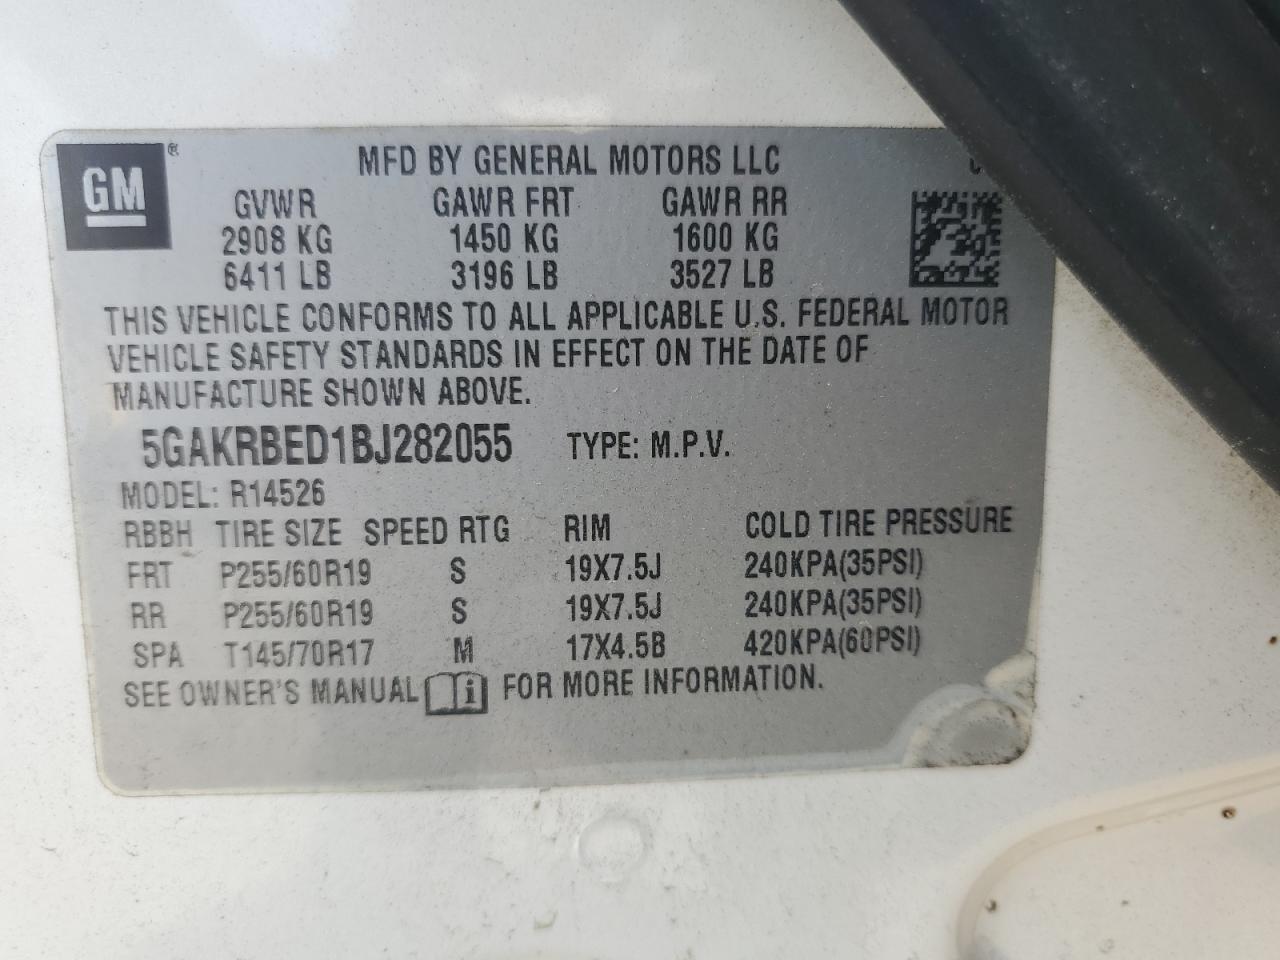 GM®
MFD BY GENERAL MOTORS LLC
GVWR GAWR FRT GAWR RR
2908 KG 1450 KG 1600 KG
6411 LB 3196 LB 3527 LB
THIS VEHICLE CONFORMS TO ALL APPLICABLE U.S. FEDERAL MOTOR
VEHICLE SAFETY STANDARDS IN EFFECT ON THE DATE OF
MANUFACTURE SHOWN ABOVE.
5GAKRBED1BJ282055 TYPE: M.P.V.
MODEL: R14526
RBBH TIRE SIZE SPEED RTG RIM COLD TIRE PRESSURE
FRT P255/60R19 S 19X7.5J 240KPA(35PSI)
RR P255/60R19 S 19X7.5J 240KPA(35PSI)
SPA T145/70R17 M 17X4.5B 420KPA(60PSI)
SEE OWNER'S MANUAL i FOR MORE INFORMATION.